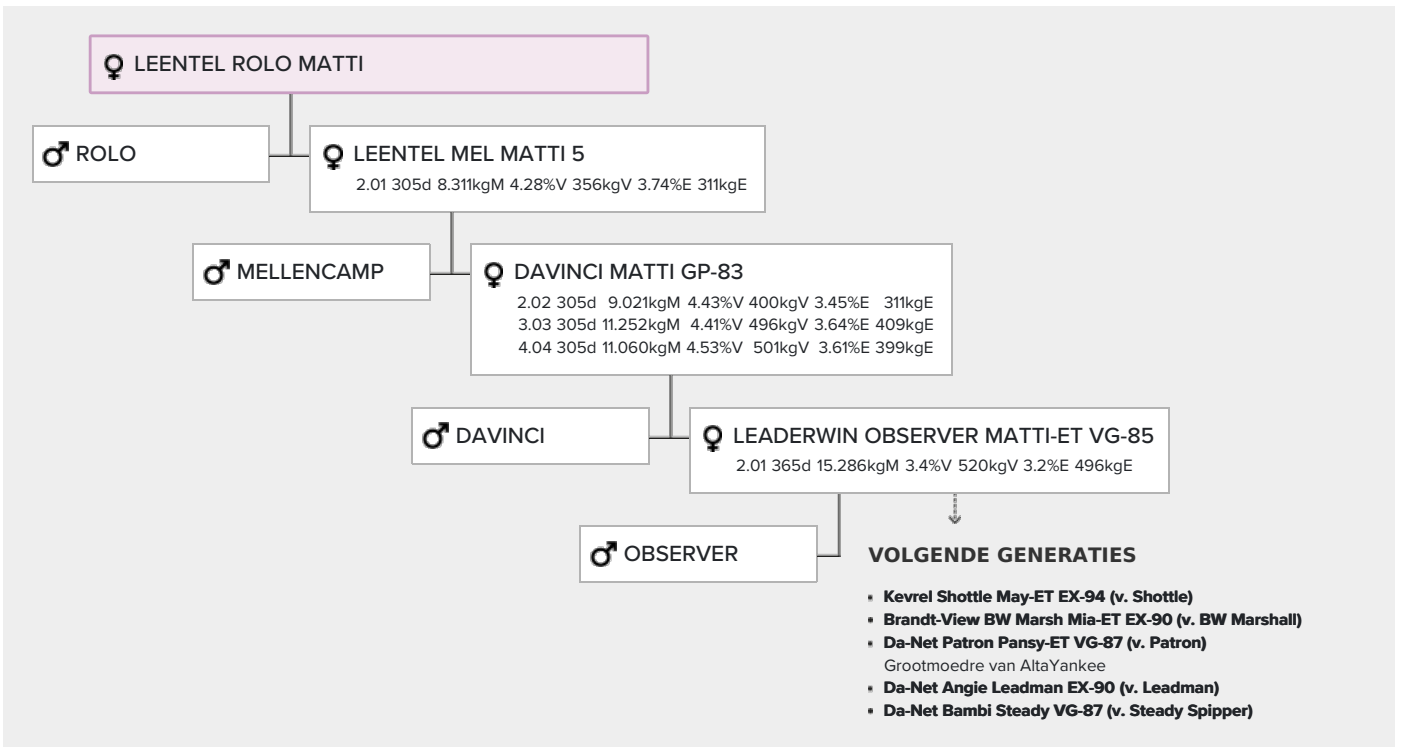 LEENTEL ROLO MATTI
ROLO
LEENTEL MEL MATTI 5
2.01 305d 8.311kgM 4.28%V 356kgV 3.74%E 311kgE
MELLENCAMP
DAVINCI MATTI GP-83
2.02 305d 9.021kgM 4.43%V 400kgV 3.45%E 311kgE
3.03 305d 11.252kgM 4.41%V 496kgV 3.64%E 409kgE
4.04 305d 11.060kgM 4.53%V 501kgV 3.61%E 399kgE
DAVINCI
LEADERWIN OBSERVER MATTI-ET VG-85
2.01 365d 15.286kgM 3.4%V 520kgV 3.2%E 496kgE
OBSERVER
VOLGENDE GENERATIES
Kevrel Shottle May-ET EX-94 (v. Shottle)
Brandt-View BW Marsh Mia-ET EX-90 (v. BW Marshall)
Da-Net Patron Pansy-ET VG-87 (v. Patron)
Grootmoedre van AltaYankee
Da-Net Angie Leadman EX-90 (v. Leadman)
Da-Net Bambi Steady VG-87 (v. Steady Spipper)